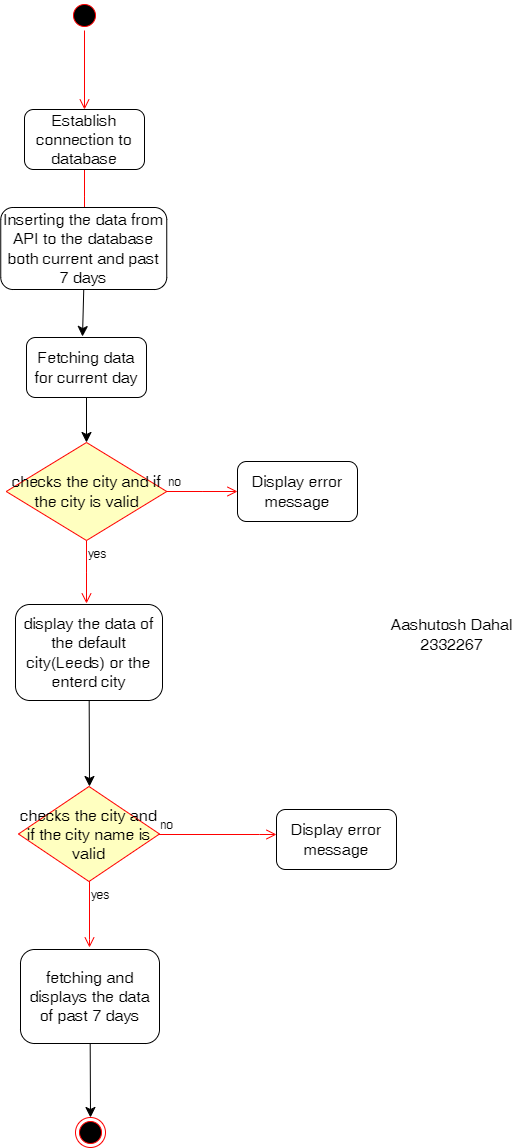 Establish
connection to
database
Inserting the data from
API to the database
both current and past
7 days
Fetching data
for current day
checks the city and if
the city is valid
no
Display error
message
yes
display the data of
the default
city(Leeds) or the
enterd city
Aashutosh Dahal
2332267
checks the city and
if the city name is
valid
no
Display error
message
yes
fetching and
displays the data
of past 7 days